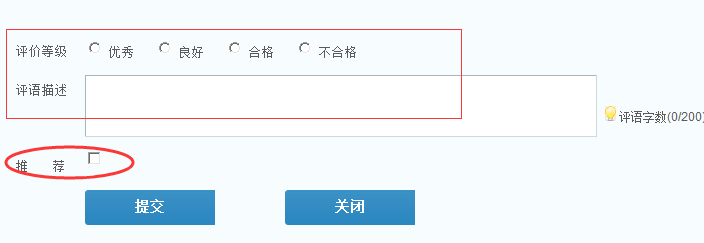 评价等级 优秀 良好 合格 不合格
评语描述
评语字数(0/200)
推 荐
提交 关闭